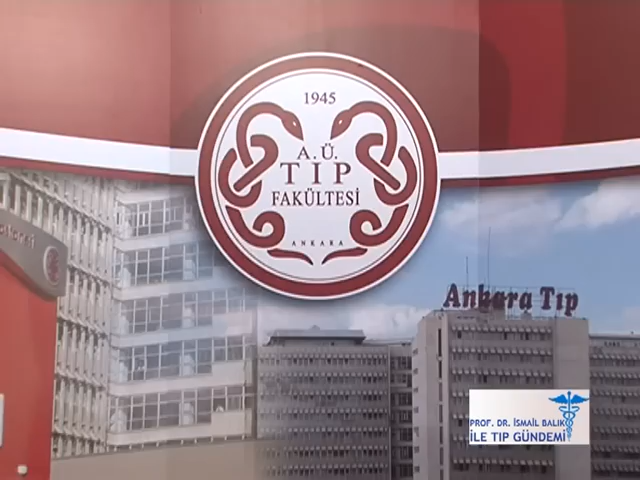 1945
A.Ü.
TIP
FAKÜLTESİ
ANKARA
Ankara Tıp
PROF. DR. İSMAİL BALIK
İLE TIP GÜNDEMİ